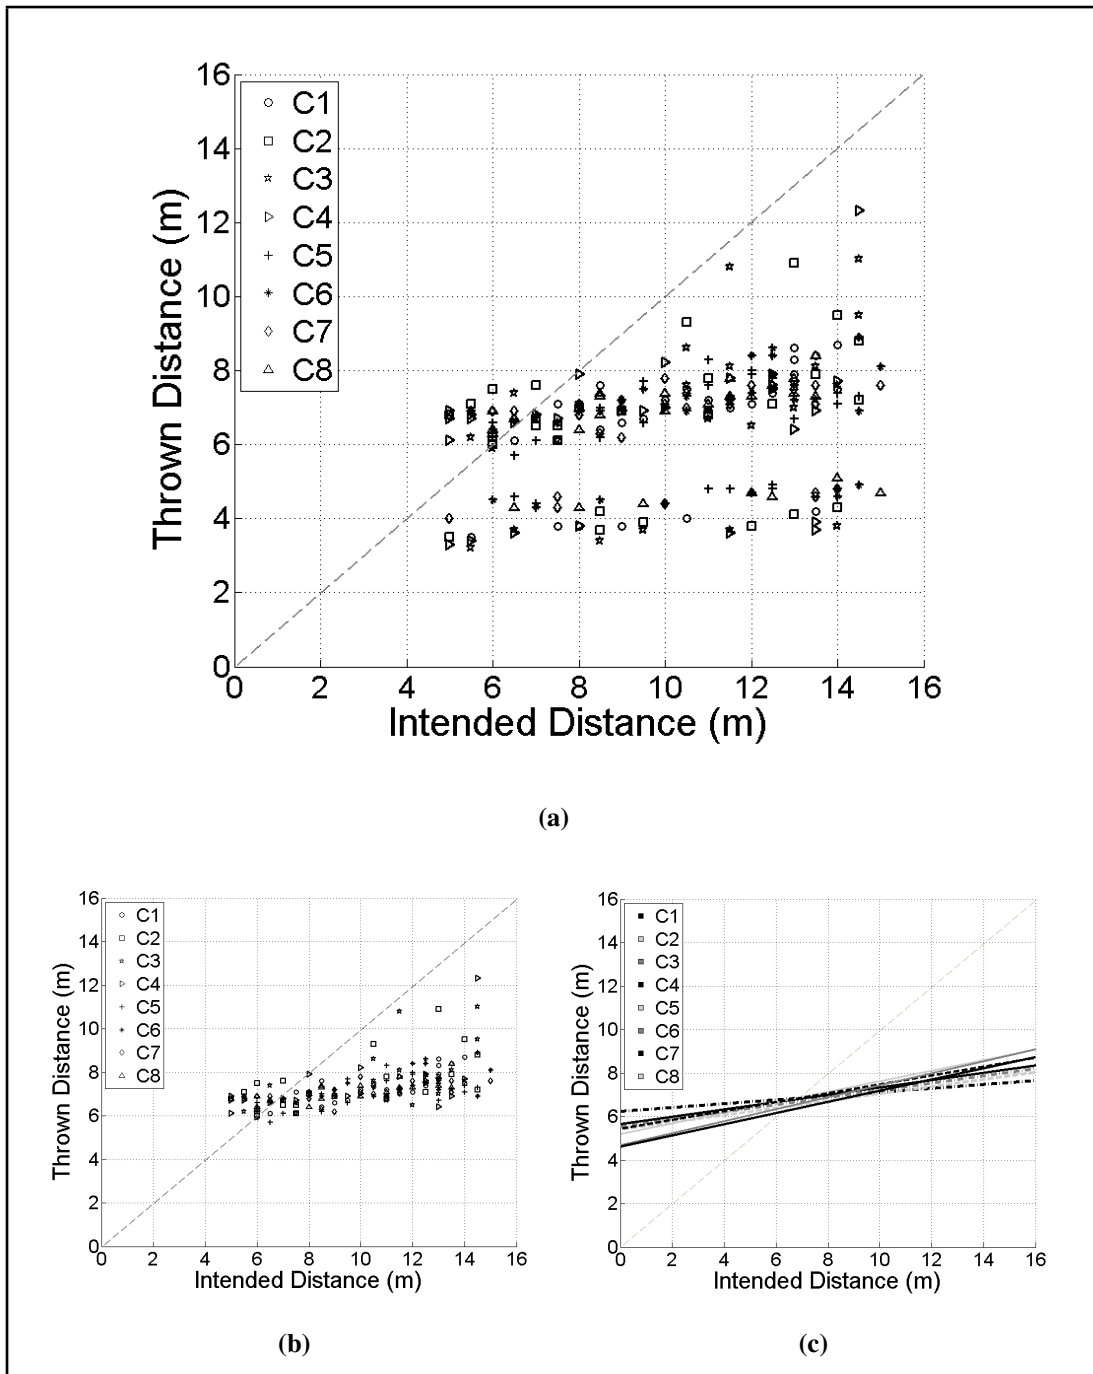 16
14
12
10
8
6
4
2
0
Thrown Distance (m)
C1
C2
C3
C4
C5
C6
C7
C8
0 2 4 6 8 10 12 14 16
Intended Distance (m)
(a)
16
14
12
10
8
6
4
2
0
Thrown Distance (m)
C1
C2
C3
C4
C5
C6
C7
C8
0 2 4 6 8 10 12 14 16
Intended Distance (m)
(b)
16
14
12
10
8
6
4
2
0
Thrown Distance (m)
C1
C2
C3
C4
C5
C6
C7
C8
0 2 4 6 8 10 12 14 16
Intended Distance (m)
(c)